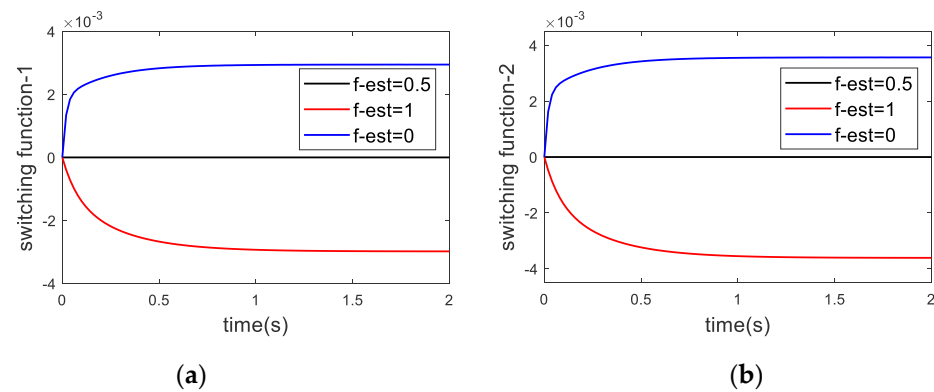 ×10⁻³
4
2
0
-2
-4
0
0.5
1
1.5
2
switching function-1
time(s)
f-est=0.5
f-est=1
f-est=0
(a)
×10⁻³
4
2
0
-2
-4
0
0.5
1
1.5
2
switching function-2
time(s)
f-est=0.5
f-est=1
f-est=0
(b)